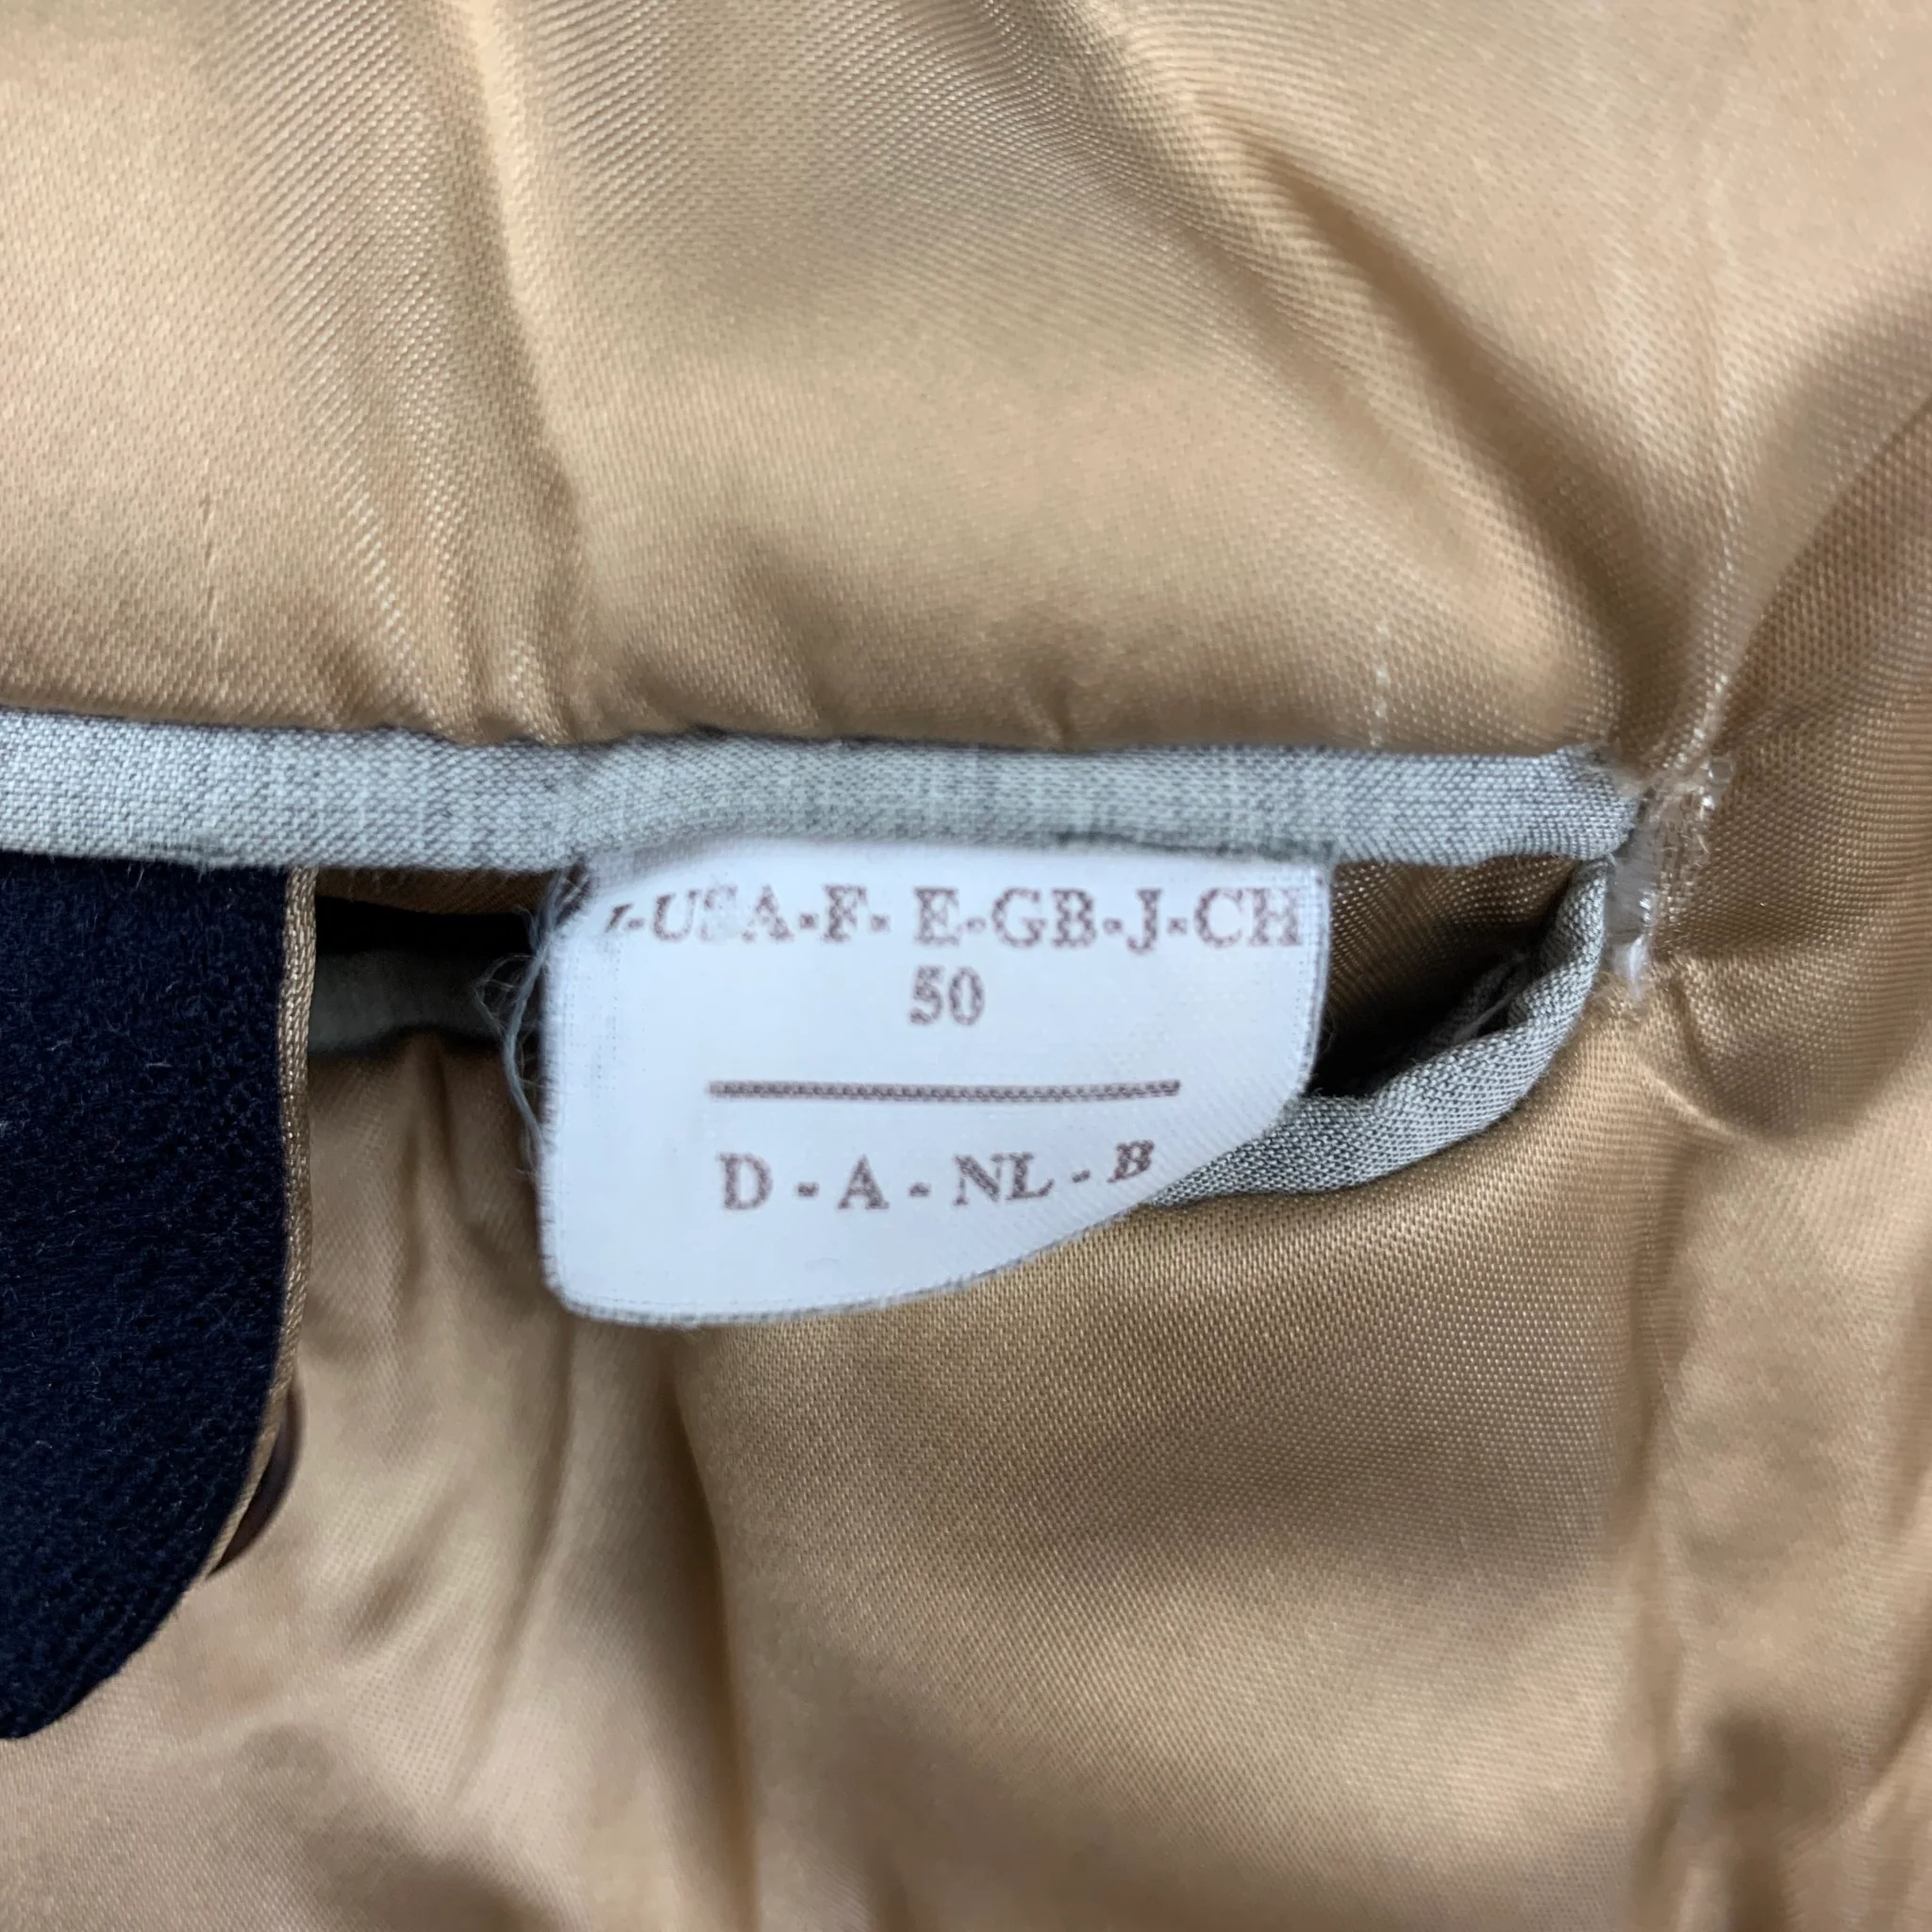 I-USA-F- E-GB-J-CH
50
D - A - NL - B